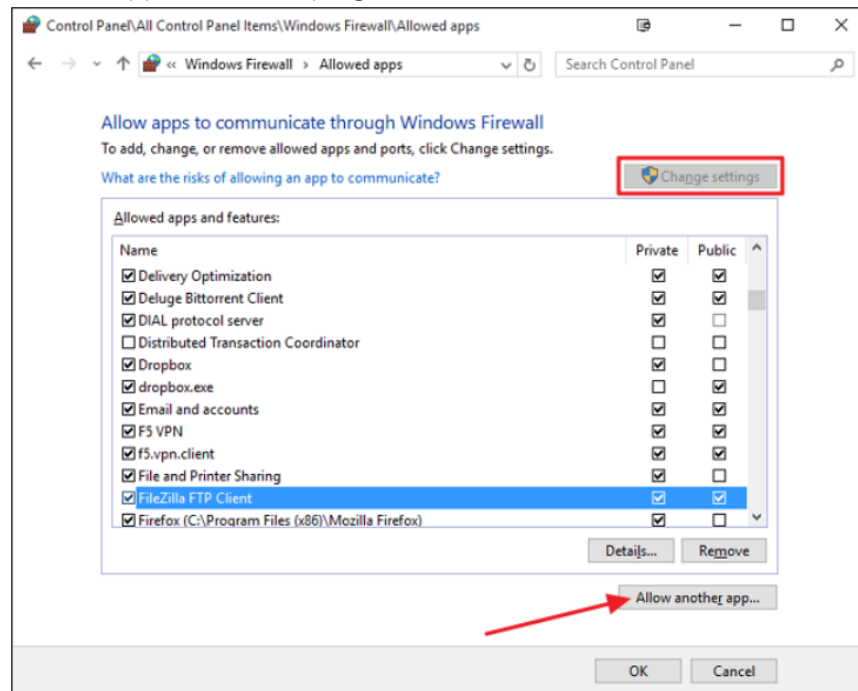 Control Panel\All Control Panel Items\Windows Firewall\Allowed apps
« Windows Firewall > Allowed apps
Search Control Panel
Allow apps to communicate through Windows Firewall
To add, change, or remove allowed apps and ports, click Change settings.
What are the risks of allowing an app to communicate?
Change settings
Allowed apps and features:
Name Private Public
Delivery Optimization
Deluge Bittorrent Client
DIAL protocol server
Distributed Transaction Coordinator
Dropbox
dropbox.exe
Email and accounts
F5 VPN
f5.vpn.client
File and Printer Sharing
FileZilla FTP Client
Firefox (C:\Program Files (x86)\Mozilla Firefox)
Details... Remove
Allow another app...
OK Cancel